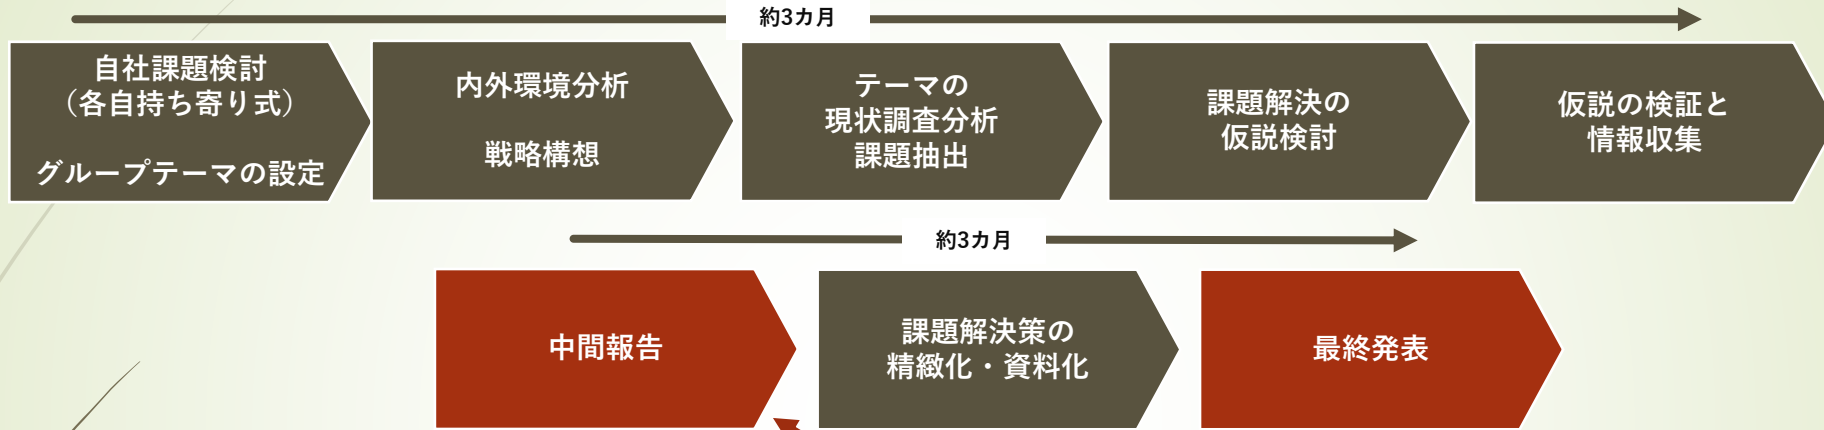 約3カ月
自社課題検討
（各自持ち寄り式）
グループテーマの設定
内外環境分析
戦略構想
テーマの
現状調査分析
課題抽出
課題解決の
仮説検討
仮説の検証と
情報収集
約3カ月
中間報告
課題解決策の
精緻化・資料化
最終発表